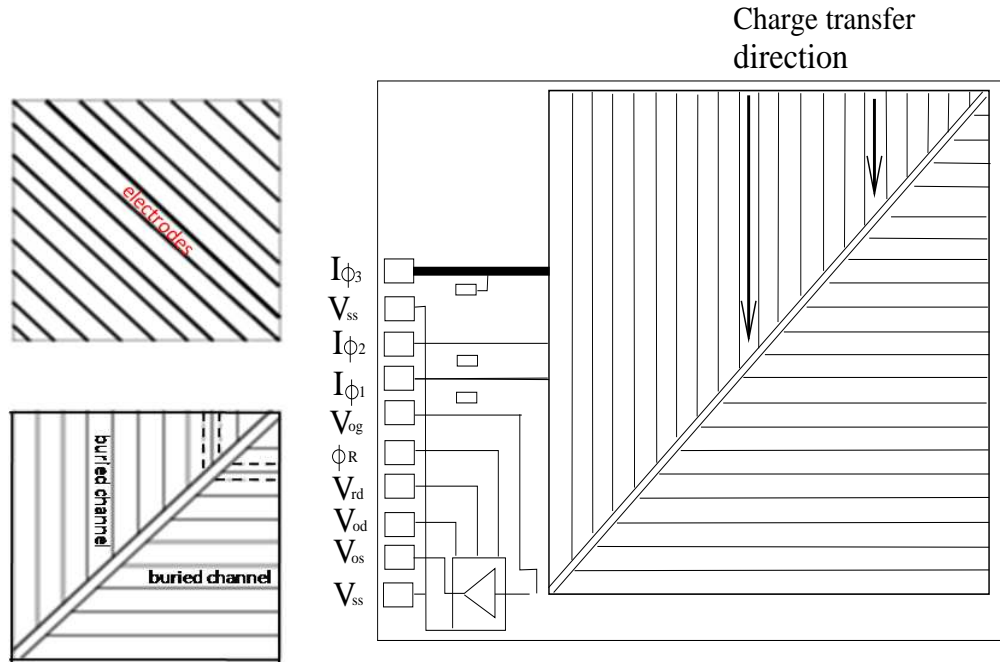 Charge transfer
direction
electrodes
buried channel
buried channel
Iϕ3
Vss
Iϕ2
Iϕ1
Vog
ϕR
Vrd
Vod
Vos
Vss